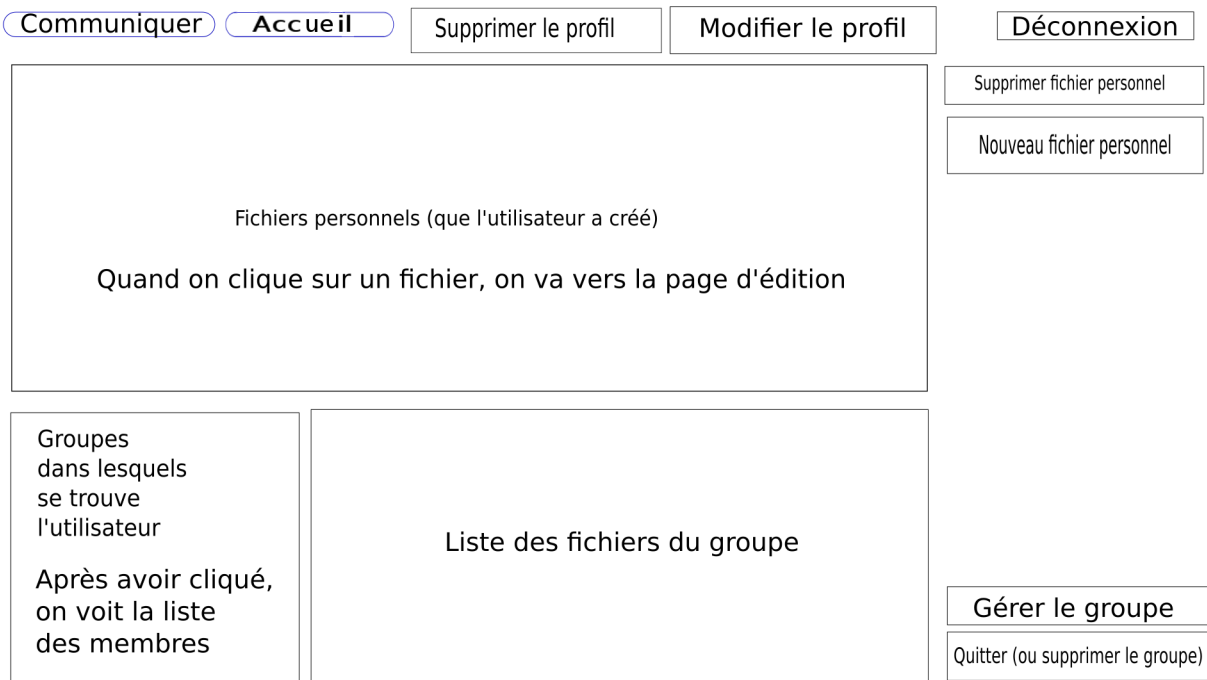 Communiquer
Accueil
Supprimer le profil
Modifier le profil
Déconnexion
Supprimer fichier personnel
Nouveau fichier personnel
Fichiers personnels (que l'utilisateur a créé)
Quand on clique sur un fichier, on va vers la page d'édition
Groupes
dans lesquels
se trouve
l'utilisateur
Après avoir cliqué,
on voit la liste
des membres
Liste des fichiers du groupe
Gérer le groupe
Quitter (ou supprimer le groupe)